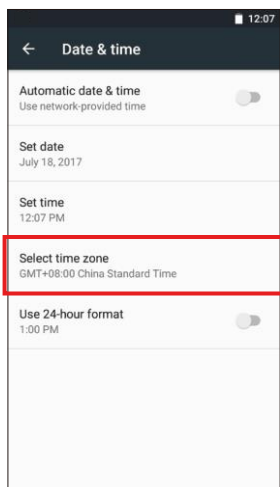 12:07
Date & time
Automatic date & time
Use network-provided time
Set date
July 18, 2017
Set time
12:07 PM
Select time zone
GMT+08:00 China Standard Time
Use 24-hour format
1:00 PM